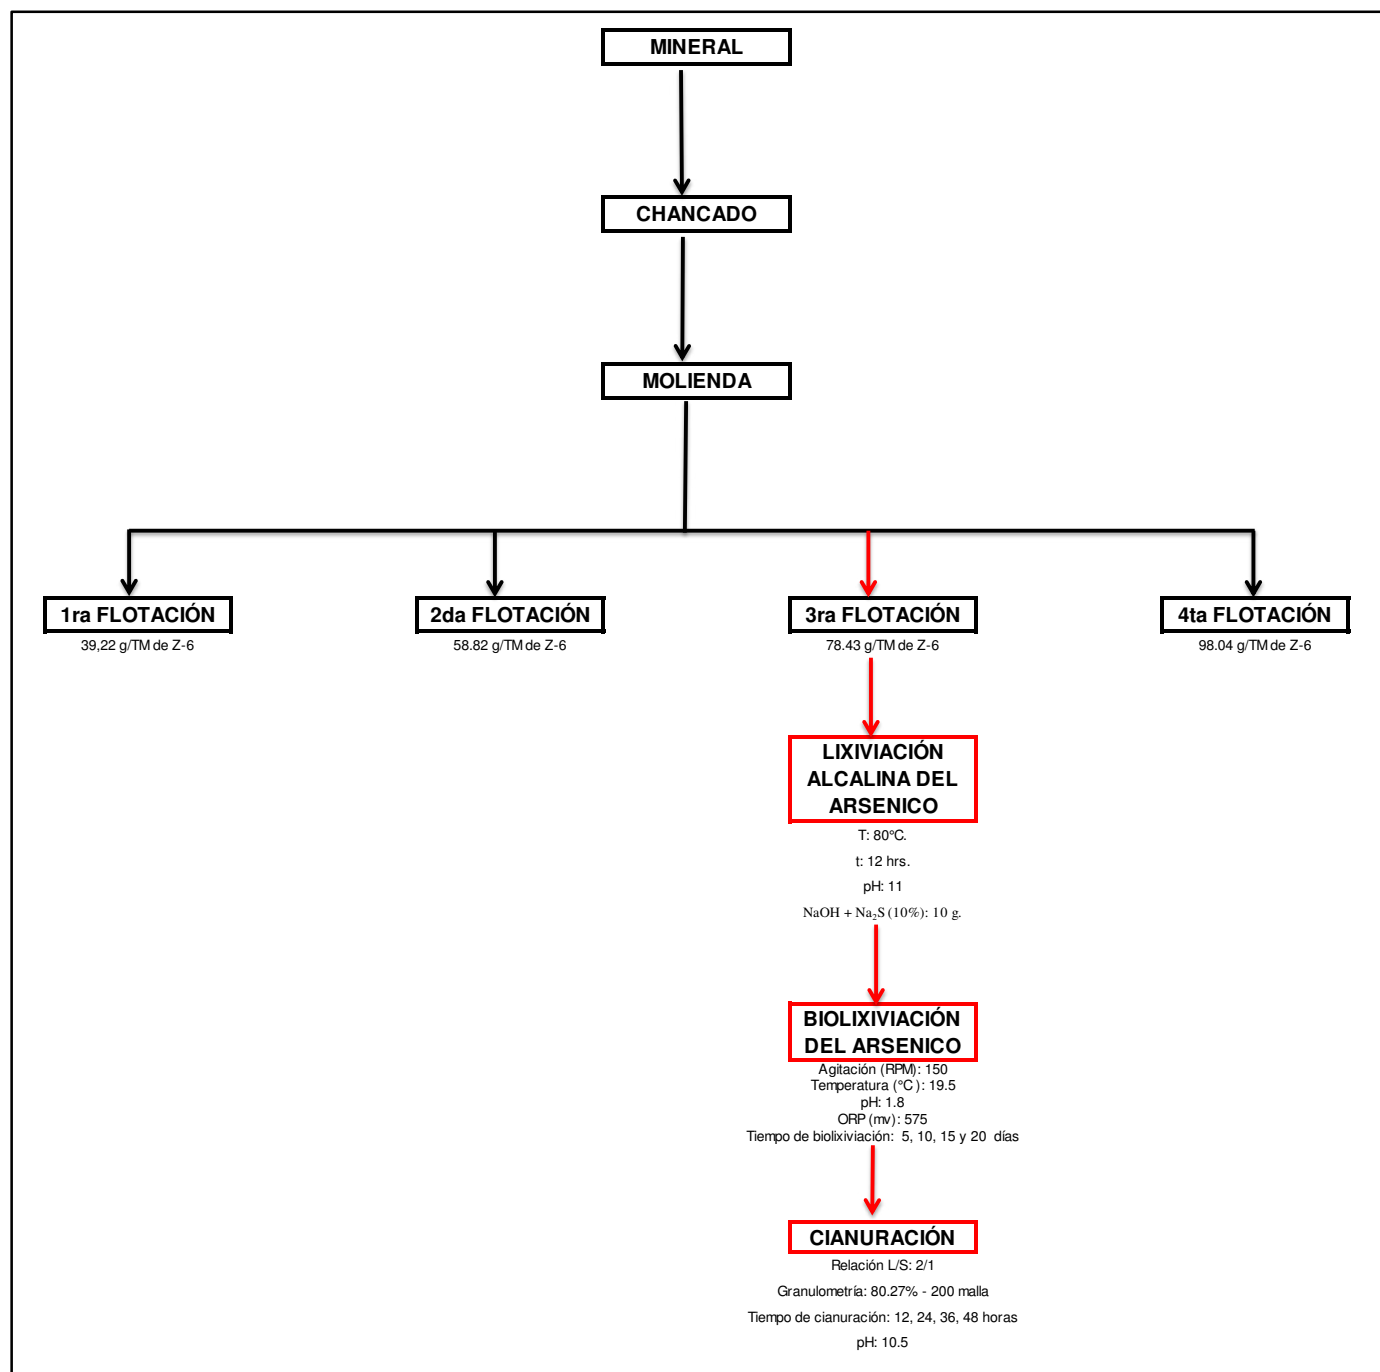 MINERAL
CHANCADO
MOLIENDA
1ra FLOTACIÓN
39,22 g/TM de Z-6
2da FLOTACIÓN
58.82 g/TM de Z-6
3ra FLOTACIÓN
78.43 g/TM de Z-6
4ta FLOTACIÓN
98.04 g/TM de Z-6
LIXIVIACIÓN
ALCALINA DEL
ARSENICO
T: 80°C.
t: 12 hrs.
pH: 11
NaOH + Na₂S (10%): 10 g.
BIOLIXIVIACIÓN
DEL ARSENICO
Agitación (RPM): 150
Temperatura (°C ): 19.5
pH: 1.8
ORP (mv): 575
Tiempo de biolixiviación: 5, 10, 15 y 20 días
CIANURACIÓN
Relación L/S: 2/1
Granulometría: 80.27% - 200 malla
Tiempo de cianuración: 12, 24, 36, 48 horas
pH: 10.5